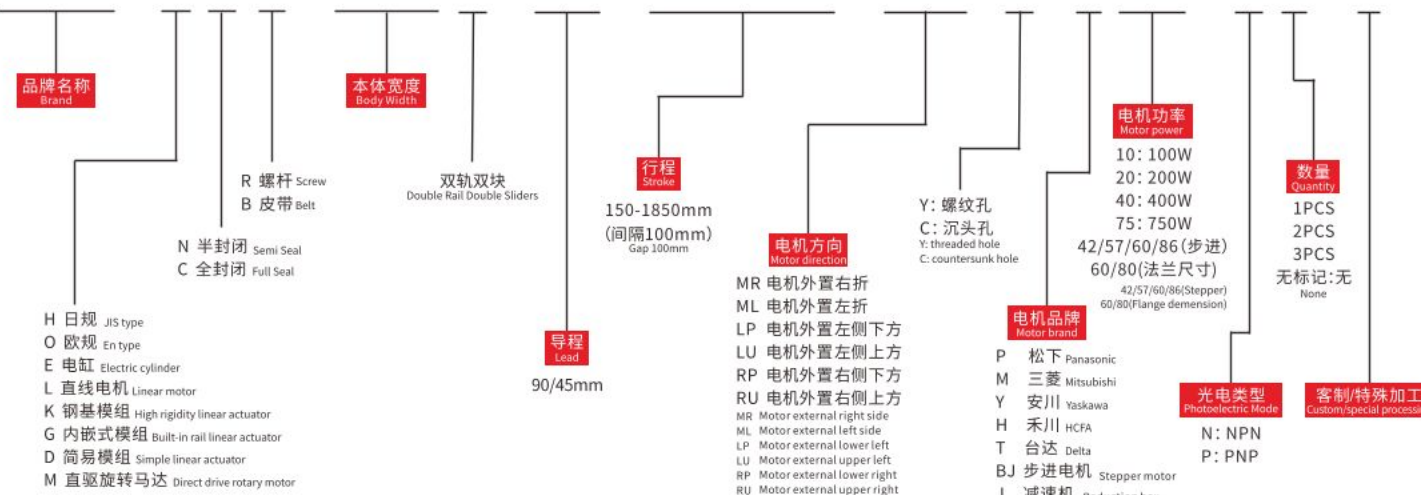 品牌名称
Brand
H 日规 JIS type
O 欧规 En type
E 电缸 Electric cylinder
L 直线电机 Linear motor
K 钢基模组 High rigidity linear actuator
G 内嵌式模组 Built-in rail linear actuator
D 简易模组 Simple linear actuator
M 直驱旋转马达 Direct drive rotary motor
N 半封闭 Semi Seal
C 全封闭 Full Seal
R 螺杆 Screw
B 皮带 Belt
本体宽度
Body Width
双轨双块
Double Rail Double Sliders
导程
Lead
90/45mm
行程
Stroke
150-1850mm
(间隔100mm)
Gap 100mm
电机方向
Motor direction
MR 电机外置右折
ML 电机外置左折
LP 电机外置左侧下方
LU 电机外置左侧上方
RP 电机外置右侧下方
RU 电机外置右侧上方
MR Motor external right side
ML Motor external left side
LP Motor external lower left
LU Motor external upper left
RP Motor external lower right
RU Motor external upper right
Y: 螺纹孔
C: 沉头孔
Y: threaded hole
C: countersunk hole
电机品牌
Motor brand
P 松下 Panasonic
M 三菱 Mitsubishi
Y 安川 Yaskawa
H 禾川 HCFA
T 台达 Delta
BJ 步进电机 Stepper motor
减速机
电机功率
Motor power
10: 100W
20: 200W
40: 400W
75: 750W
42/57/60/86(步进)
60/80(法兰尺寸)
42/57/60/86(Stepper)
60/80(Flange demension)
光电类型
Photoelectric Mode
N: NPN
P: PNP
数量
Quantity
1PCS
2PCS
3PCS
无标记:无
None
客制/特殊加工
Custom/special processin